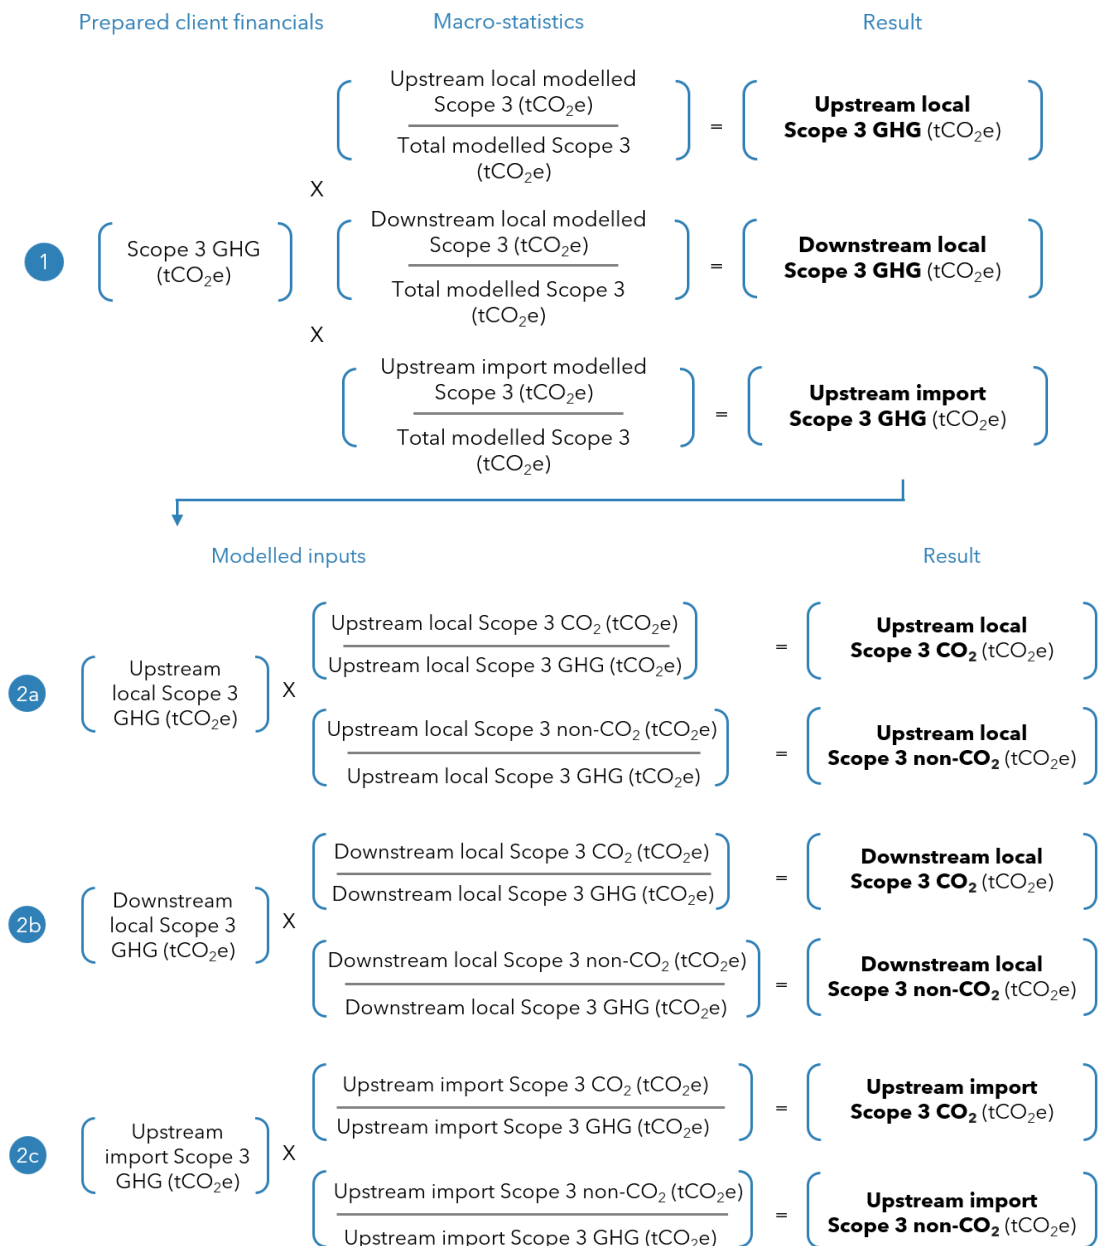 Prepared client financials
Macro-statistics
Result
Upstream local modelled
Scope 3 (tCO₂e)
Total modelled Scope 3
(tCO₂e)
=
Upstream local
Scope 3 GHG (tCO₂e)
X
1
Scope 3 GHG
(tCO₂e)
Downstream local modelled
Scope 3 (tCO₂e)
Total modelled Scope 3
(tCO₂e)
=
Downstream local
Scope 3 GHG (tCO₂e)
X
Upstream import modelled
Scope 3 (tCO₂e)
Total modelled Scope 3
(tCO₂e)
=
Upstream import
Scope 3 GHG (tCO₂e)
Modelled inputs
Result
2a
Upstream
local Scope 3
GHG (tCO₂e)
X
Upstream local Scope 3 CO₂ (tCO₂e)
Upstream local Scope 3 GHG (tCO₂e)
=
Upstream local
Scope 3 CO₂ (tCO₂e)
Upstream local Scope 3 non-CO₂ (tCO₂e)
Upstream local Scope 3 GHG (tCO₂e)
=
Upstream local
Scope 3 non-CO₂ (tCO₂e)
2b
Downstream
local Scope 3
GHG (tCO₂e)
X
Downstream local Scope 3 CO₂ (tCO₂e)
Downstream local Scope 3 GHG (tCO₂e)
=
Downstream local
Scope 3 CO₂ (tCO₂e)
Downstream local Scope 3 non-CO₂ (tCO₂e)
Downstream local Scope 3 GHG (tCO₂e)
=
Downstream local
Scope 3 non-CO₂ (tCO₂e)
2c
Upstream
import Scope 3
GHG (tCO₂e)
X
Upstream import Scope 3 CO₂ (tCO₂e)
Upstream import Scope 3 GHG (tCO₂e)
=
Upstream import
Scope 3 CO₂ (tCO₂e)
Upstream import Scope 3 non-CO₂ (tCO₂e)
Upstream import Scope 3 GHG (tCO₂e)
=
Upstream import
Scope 3 non-CO₂ (tCO₂e)